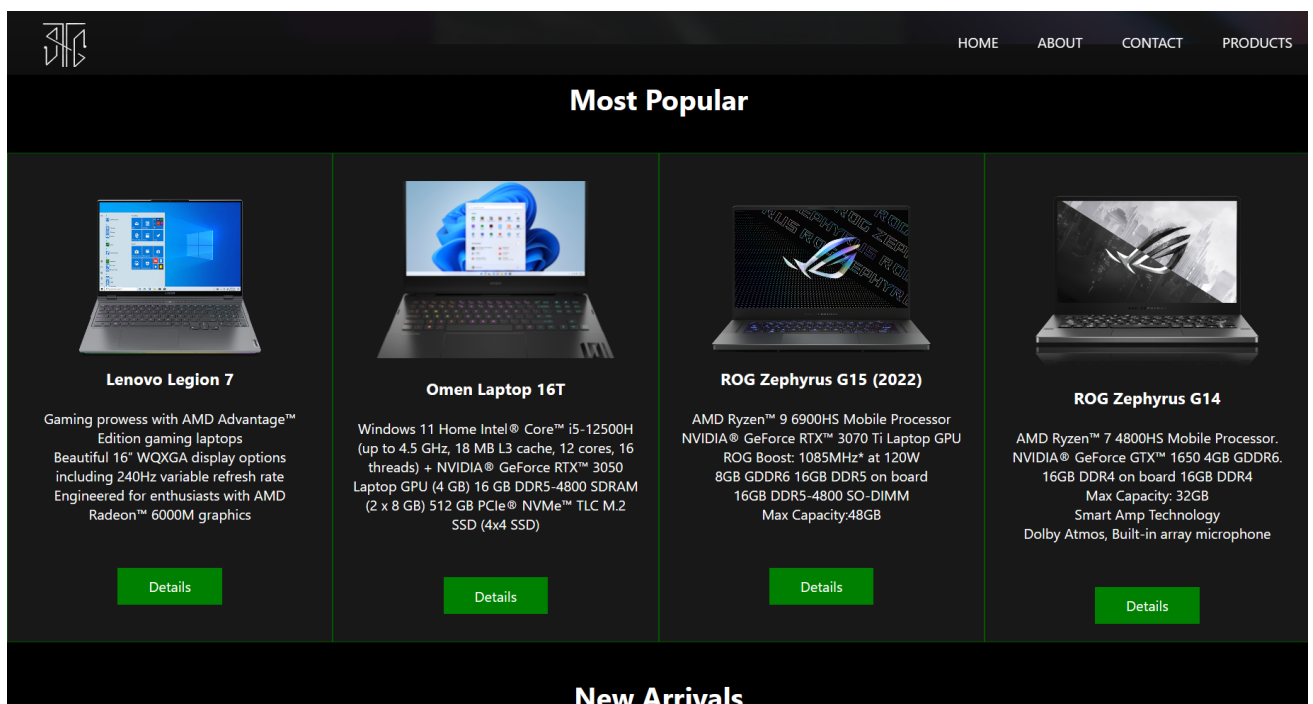 HOME
ABOUT
CONTACT
PRODUCTS
Most Popular
Lenovo Legion 7
Gaming prowess with AMD Advantage™
Edition gaming laptops
Beautiful 16” WQXGA display options
including 240Hz variable refresh rate
Engineered for enthusiasts with AMD
Radeon™ 6000M graphics
Details
Omen Laptop 16T
Windows 11 Home Intel® Core™ i5-12500H
(up to 4.5 GHz, 18 MB L3 cache, 12 cores, 16
threads) + NVIDIA® GeForce RTX™ 3050
Laptop GPU (4 GB) 16 GB DDR5-4800 SDRAM
(2 x 8 GB) 512 GB PCIe® NVMe™ TLC M.2
SSD (4x4 SSD)
Details
ROG Zephyrus G15 (2022)
AMD Ryzen™ 9 6900HS Mobile Processor
NVIDIA® GeForce RTX™ 3070 Ti Laptop GPU
ROG Boost: 1085MHz* at 120W
8GB GDDR6 16GB DDR5 on board
16GB DDR5-4800 SO-DIMM
Max Capacity:48GB
Details
ROG Zephyrus G14
AMD Ryzen™ 7 4800HS Mobile Processor.
NVIDIA® GeForce GTX™ 1650 4GB GDDR6.
16GB DDR4 on board 16GB DDR4
Max Capacity: 32GB
Smart Amp Technology
Dolby Atmos, Built-in array microphone
Details
New Arrivals